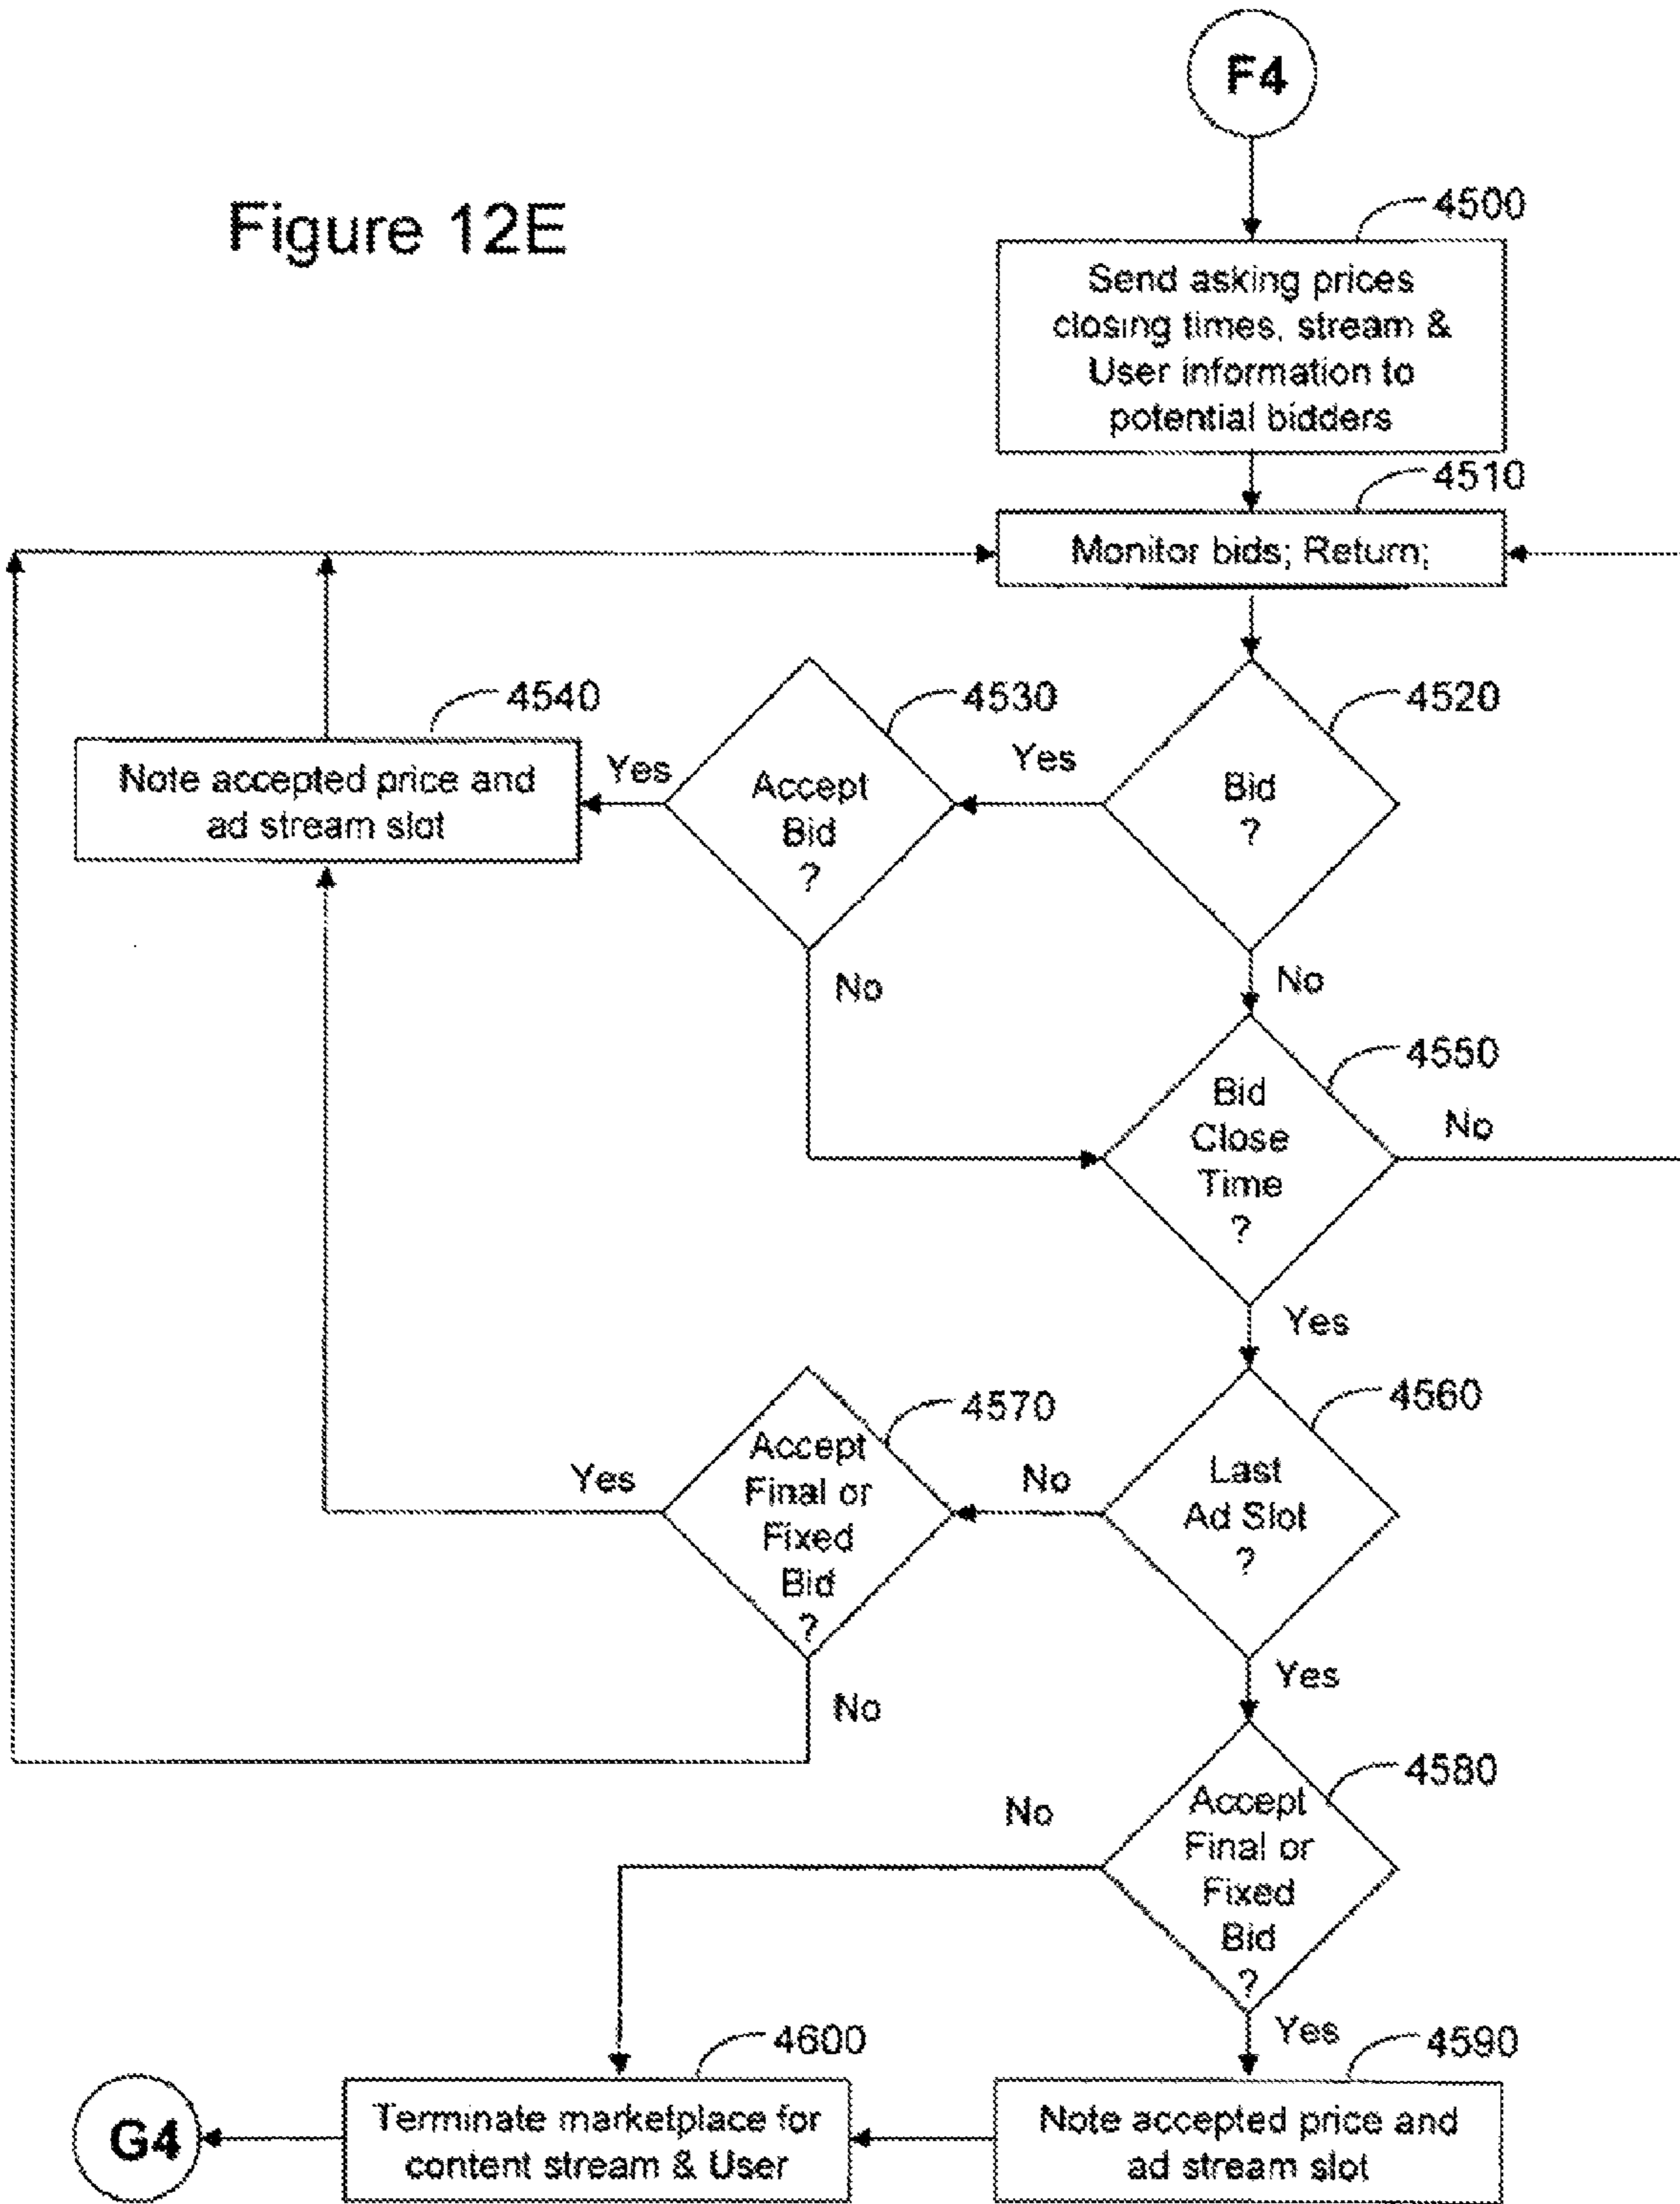 F4
Figure 12E
4500
Send asking prices
closing times, stream &
User information to
potential bidders
4510
Monitor bids; Return;
4540
4530
4520
Note accepted price and
ad stream slot
Yes
Accept
Bid
?
Yes
Bid
?
No
No
4550
Bid
Close
Time
?
No
Yes
4570
4560
Accept
Final or
Fixed
Bid
?
Yes
No
Last
Ad Slot
?
No
Yes
4580
No
Accept
Final or
Fixed
Bid
?
Yes
4600
4590
G4
Terminate marketplace for
content stream & User
Note accepted price and
ad stream slot